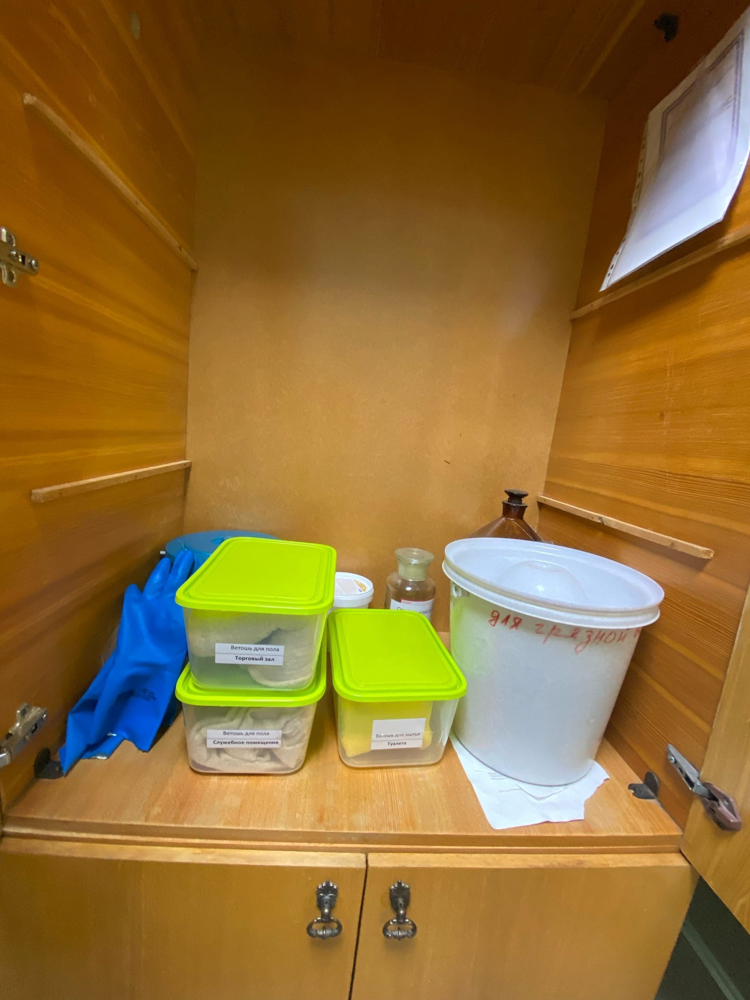 Ветошь для пола
Торговый зал
Ветошь для пола
Служебное помещение
Ветошь для мытья
Туалета
для грязной